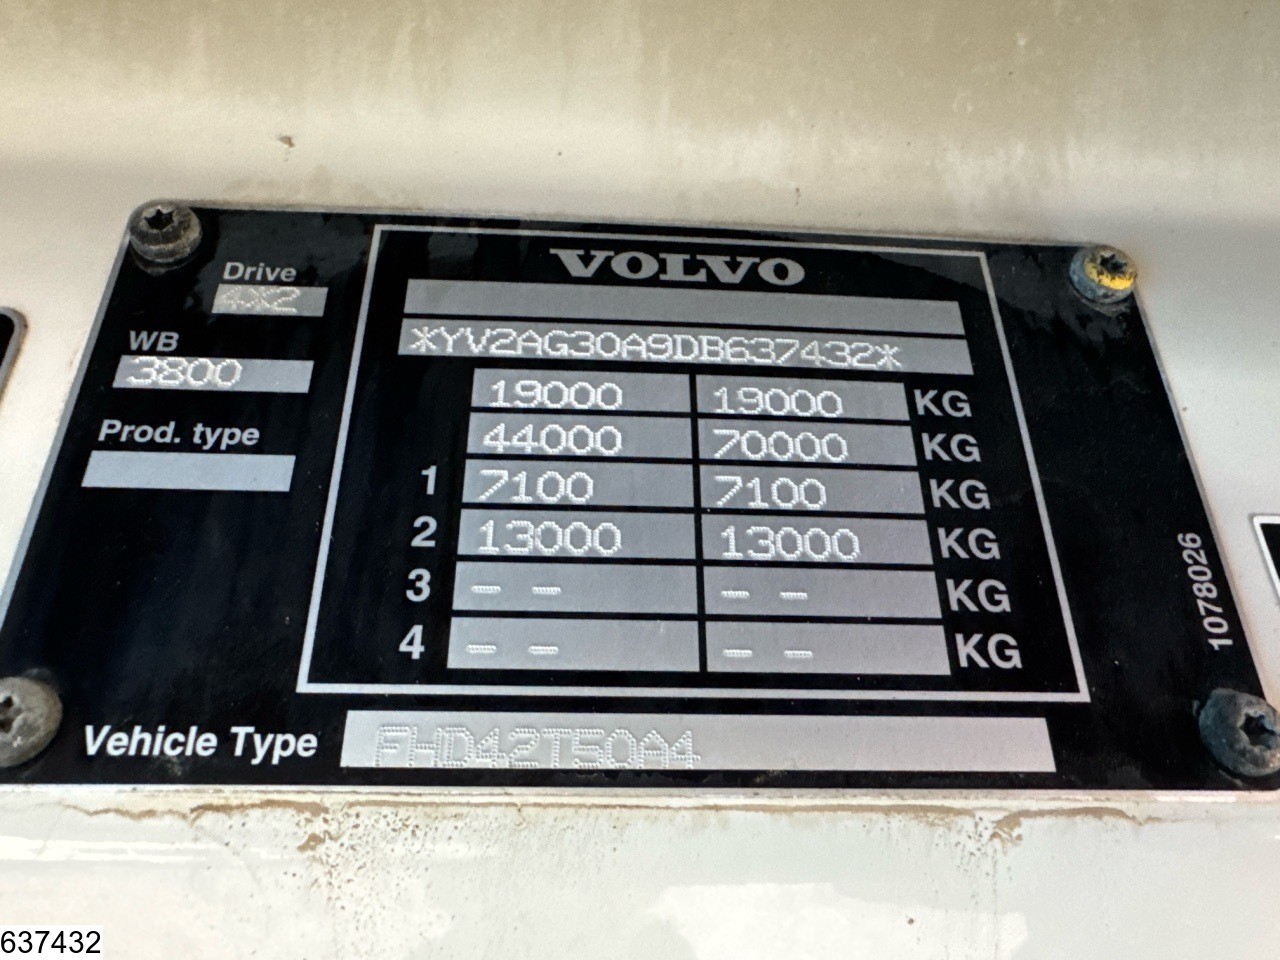 VOLVO
Drive
4X2
WB
3800
Prod. type
*YV2AG30A9DB637432*
19000 19000 KG
44000 70000 KG
1 7100 7100 KG
2 13000 13000 KG
3 - - - - KG
4 - - - - KG
1078026
Vehicle Type FHD42T50A4
637432